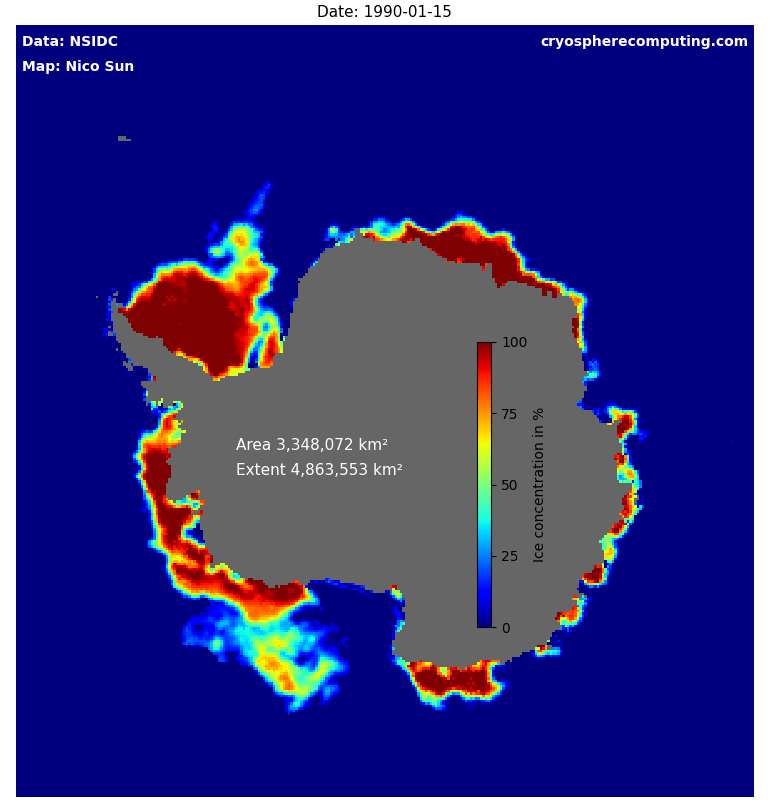 Date: 1990-01-15
Data: NSIDC
cryospherecomputing.com
Map: Nico Sun
Area 3,348,072 km²
Extent 4,863,553 km²
100
75
50
25
0
Ice concentration in %